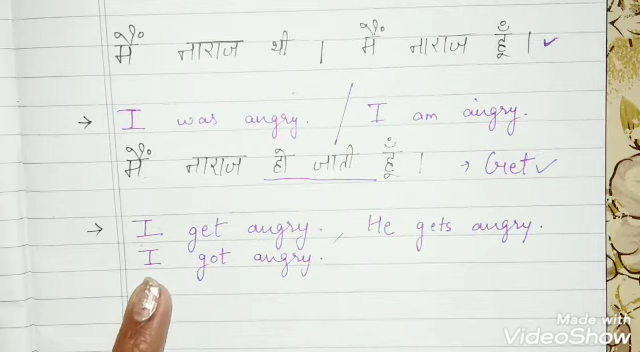 मैं नाराज थी । मैं नाराज हूँ । ✓
→ I was angry. / I am angry.
मैं नाराज हो जाती हूँ । → Get ✓
→ I get angry. , He gets angry.
I got angry.
Made with
VideoShow